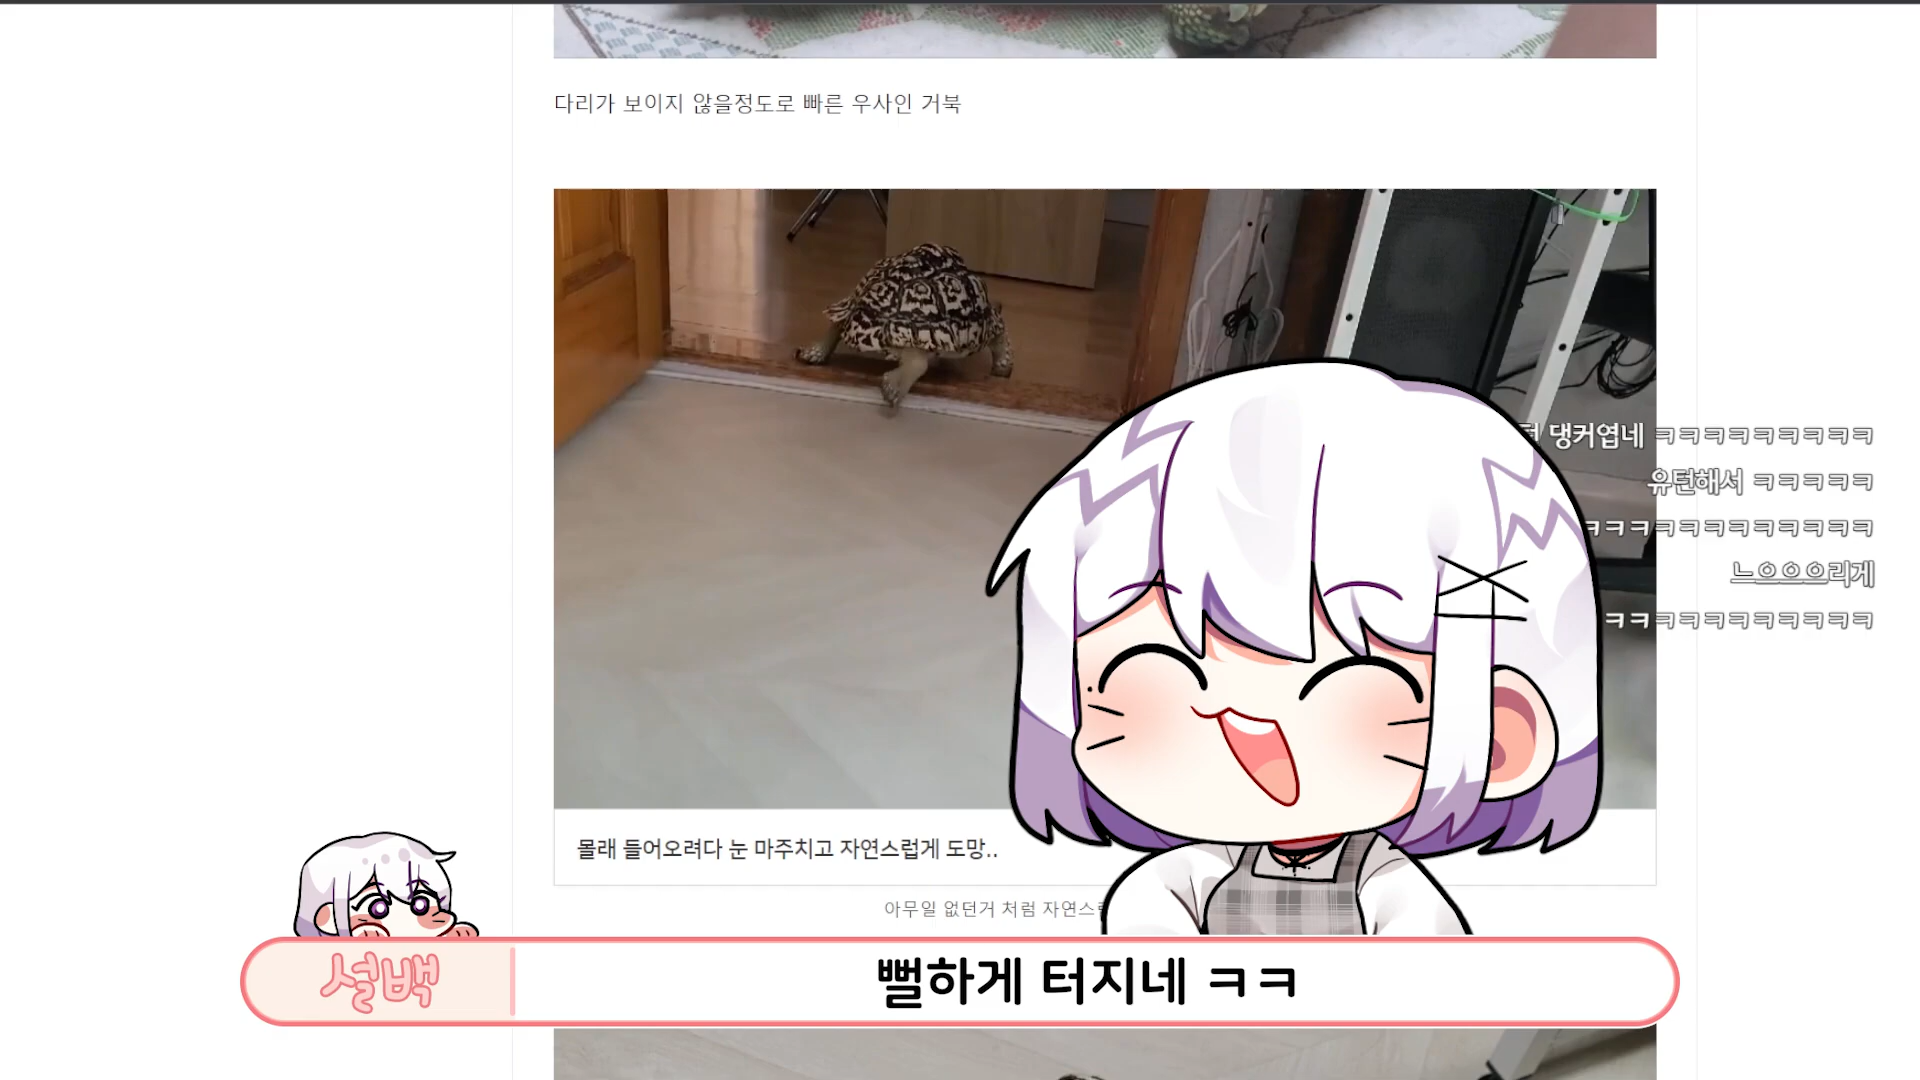 다리가 보이지 않을정도로 빠른 우사인 거북
댕커엽네 ㅋㅋㅋㅋㅋㅋㅋㅋㅋ
유턴해서 ㅋㅋㅋㅋㅋ
ㅋㅋㅋㅋㅋㅋㅋㅋㅋㅋㅋㅋ
느으으으리게
ㅋㅋㅋㅋㅋㅋㅋㅋㅋㅋㅋ
몰래 들어오려다 눈 마주치고 자연스럽게 도망..
아무일 없던거 처럼 자연스
설백
뻘하게 터지네 ㅋㅋ